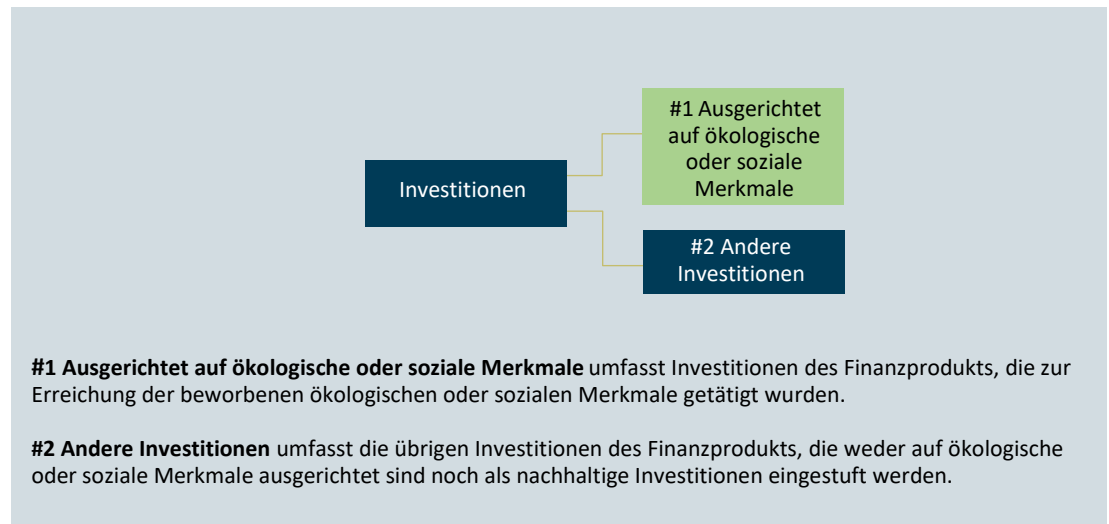 #1 Ausgerichtet
auf ökologische
oder soziale
Merkmale
Investitionen
#2 Andere
Investitionen
#1 Ausgerichtet auf ökologische oder soziale Merkmale umfasst Investitionen des Finanzprodukts, die zur
Erreichung der beworbenen ökologischen oder sozialen Merkmale getätigt wurden.
#2 Andere Investitionen umfasst die übrigen Investitionen des Finanzprodukts, die weder auf ökologische
oder soziale Merkmale ausgerichtet sind noch als nachhaltige Investitionen eingestuft werden.